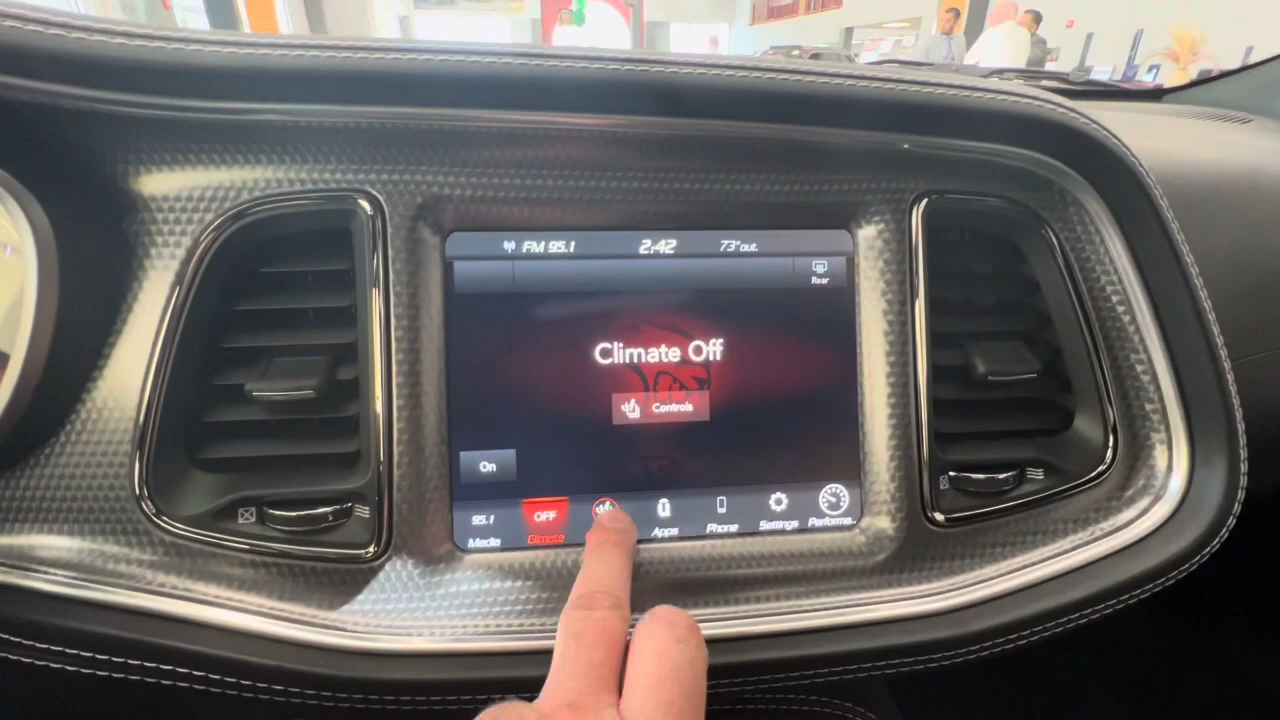 FM 95.1 2:42 73°out.
Rear
Climate Off
Controls
On
95.1 OFF
Media Climate Apps Phone Settings Performa...